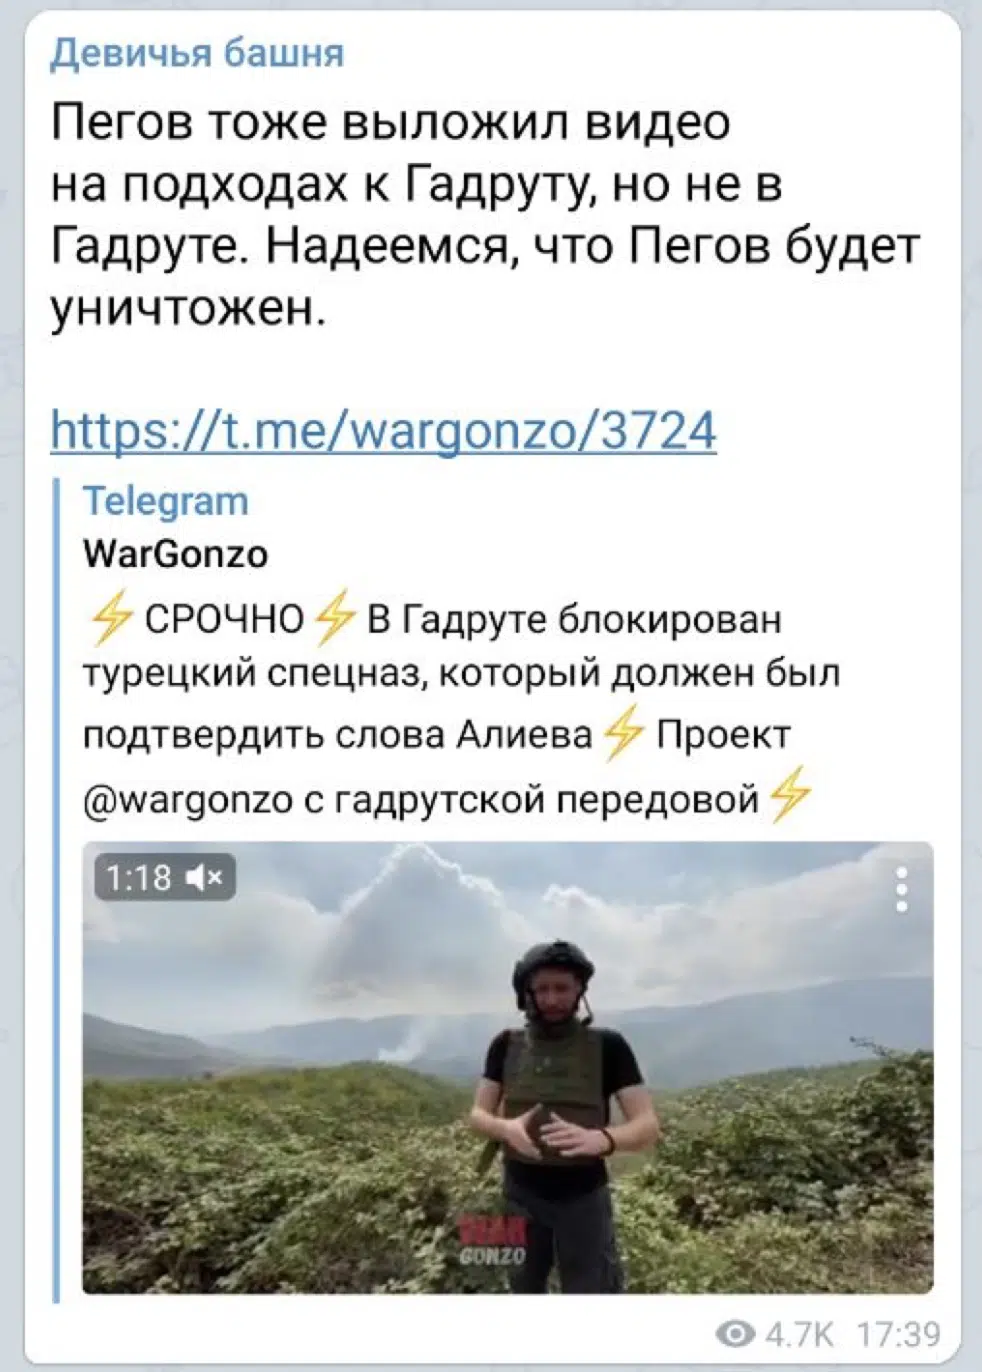 Девичья башня
Пегов тоже выложил видео
на подходах к Гадруту, но не в
Гадруте. Надеемся, что Пегов будет
уничтожен.
https://t.me/wargonzo/3724
Telegram
WarGonzo
⚡СРОЧНО⚡В Гадруте блокирован
турецкий спецназ, который должен был
подтвердить слова Алиева⚡Проект
@wargonzo с гадрутской передовой⚡
1:18
WAR
GONZO
4.7K 17:39